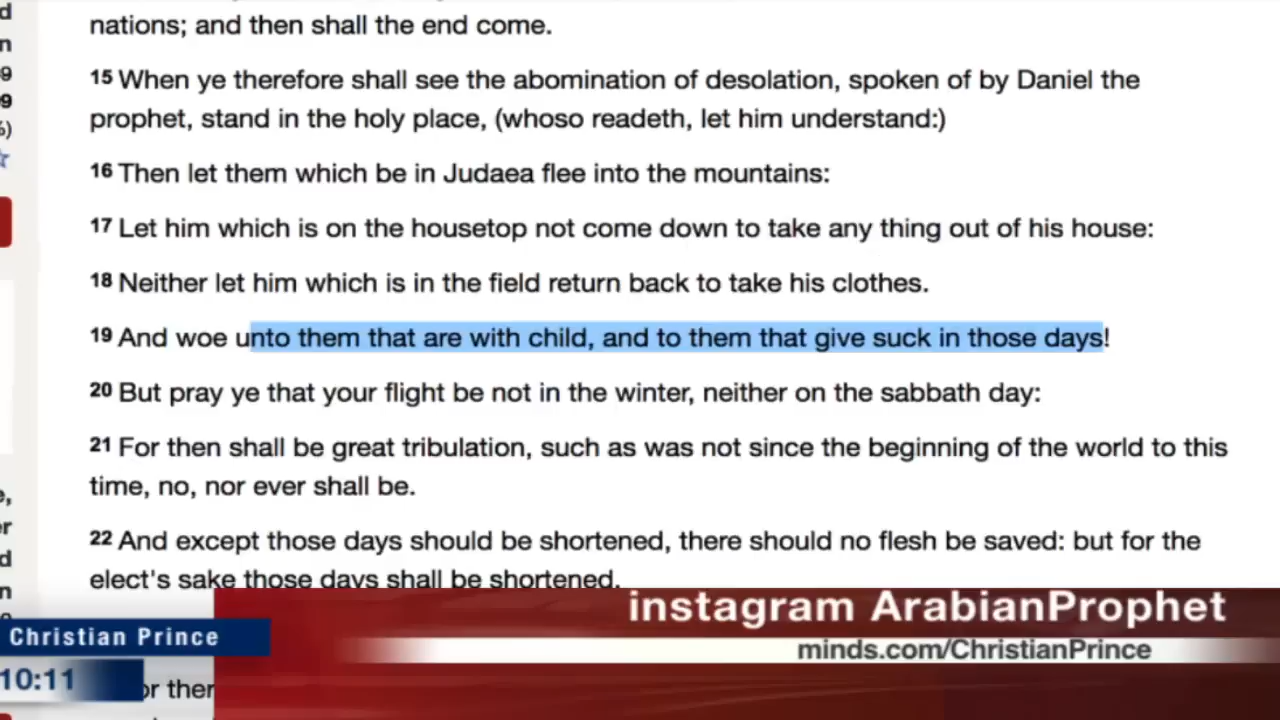 nations; and then shall the end come.
15 When ye therefore shall see the abomination of desolation, spoken of by Daniel the
prophet, stand in the holy place, (whoso readeth, let him understand:)
16 Then let them which be in Judaea flee into the mountains:
17 Let him which is on the housetop not come down to take any thing out of his house:
18 Neither let him which is in the field return back to take his clothes.
19 And woe unto them that are with child, and to them that give suck in those days!
20 But pray ye that your flight be not in the winter, neither on the sabbath day:
21 For then shall be great tribulation, such as was not since the beginning of the world to this
time, no, nor ever shall be.
22 And except those days should be shortened, there should no flesh be saved: but for the
elect's sake those days shall be shortened.
instagram ArabianProphet
Christian Prince
minds.com/ChristianPrince
10:11